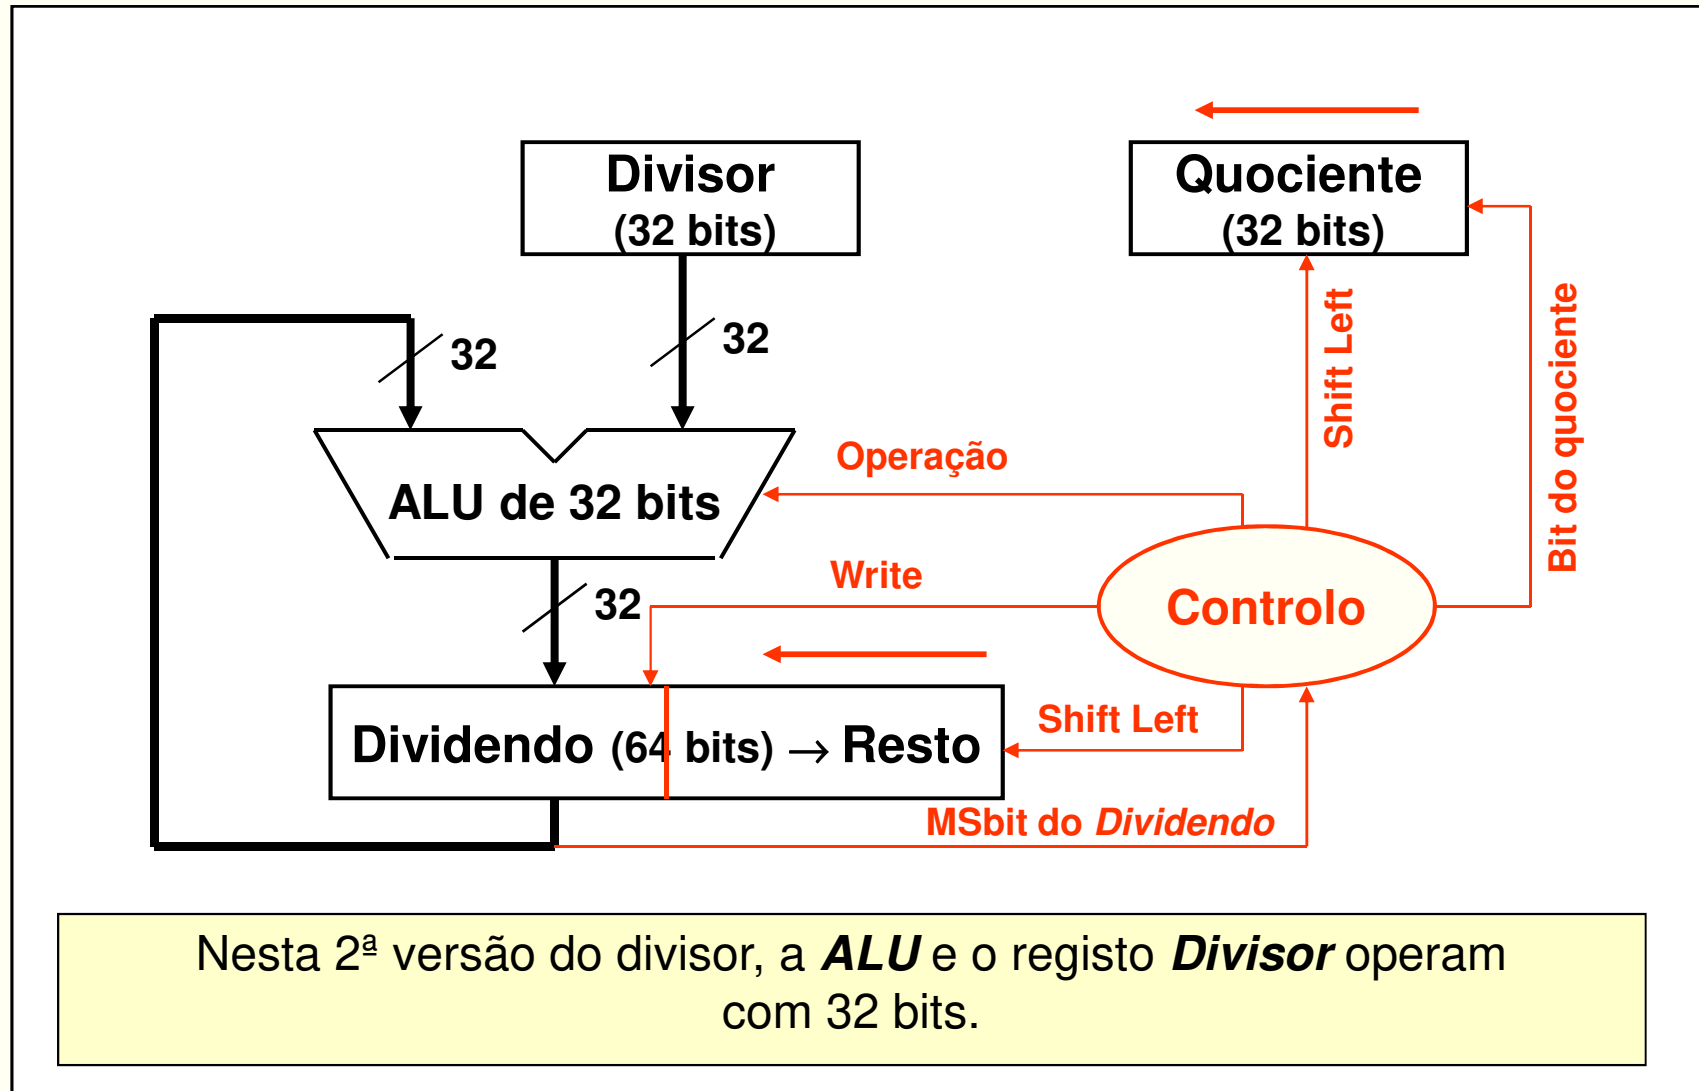 Divisor
(32 bits)
Quociente
(32 bits)
32
32
Shift Left
Bit do quociente
Operação
ALU de 32 bits
Write
32
Controlo
Shift Left
Dividendo (64 bits) → Resto
MSbit do Dividendo
Nesta 2ª versão do divisor, a ALU e o registo Divisor operam
com 32 bits.